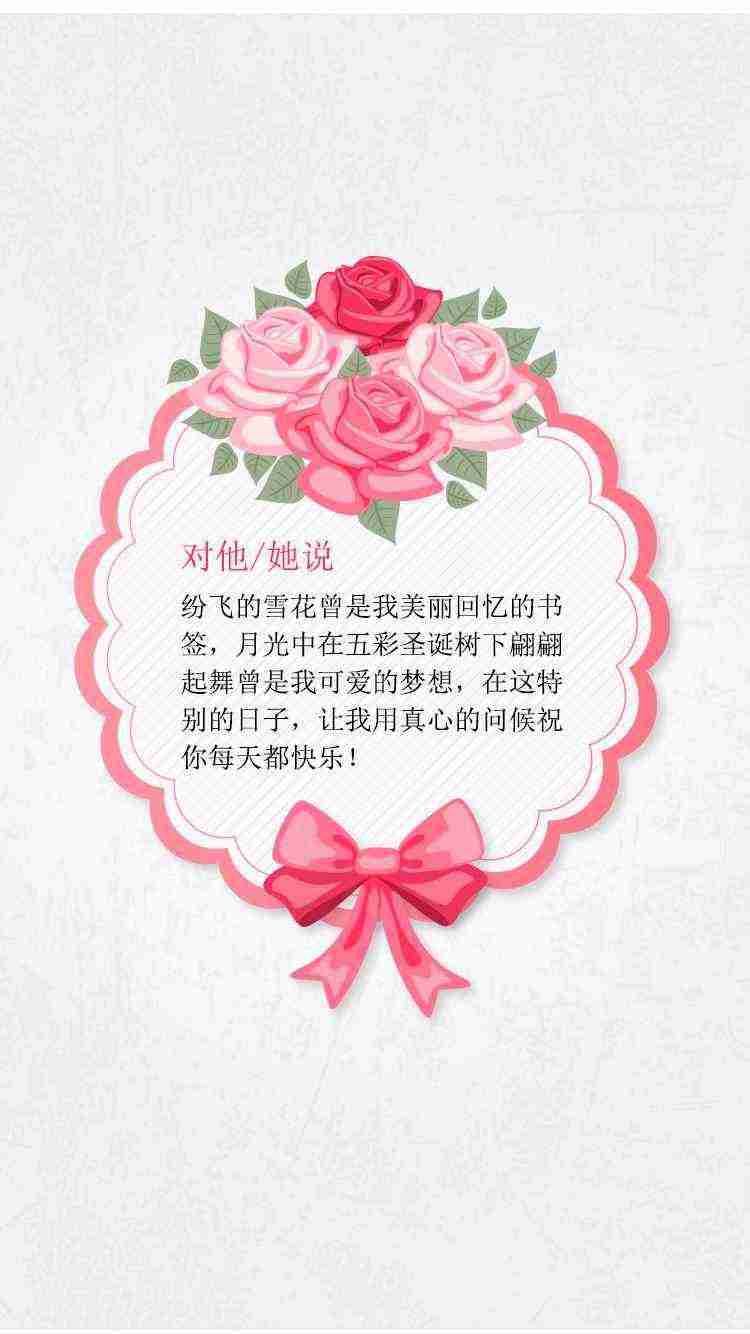 对他/她说
纷飞的雪花曾是我美丽回忆的书
签，月光中在五彩圣诞树下翩翩
起舞曾是我可爱的梦想，在这特
别的日子，让我用真心的问候祝
你每天都快乐！